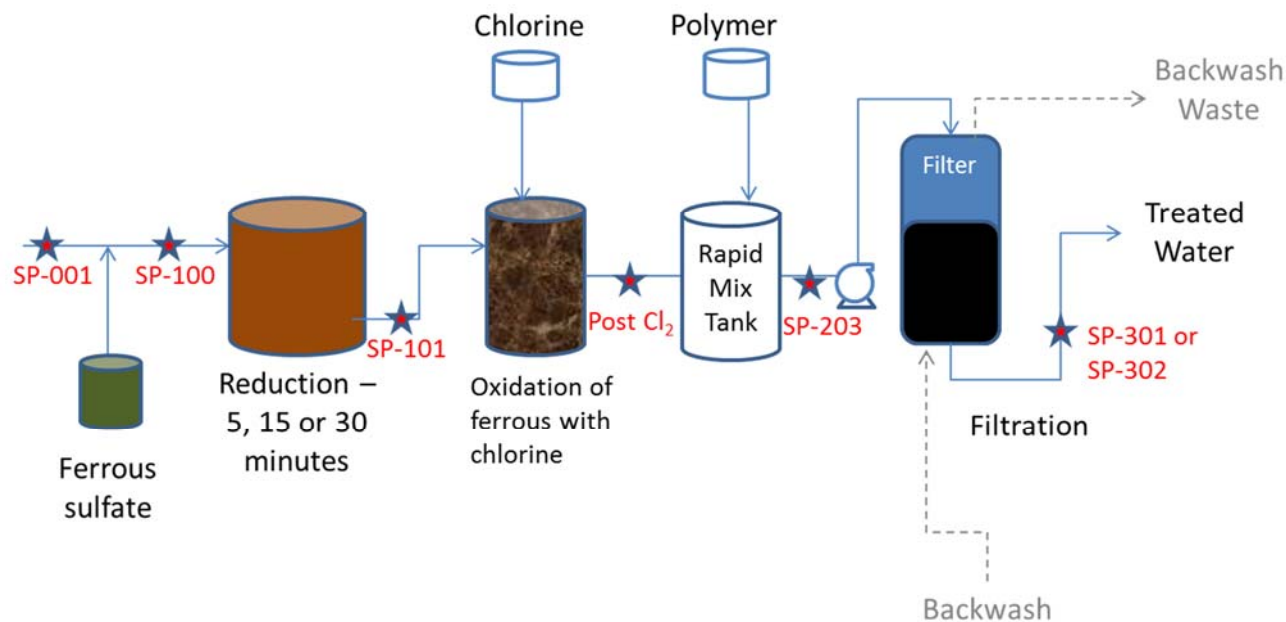 Chlorine
Polymer
Backwash
Waste
Filter
Treated
Water
SP-001
SP-100
SP-101
Rapid
Mix
Tank
Post Cl₂
SP-203
SP-301 or
SP-302
Reduction –
5, 15 or 30
minutes
Oxidation of
ferrous with
chlorine
Filtration
Ferrous
sulfate
Backwash